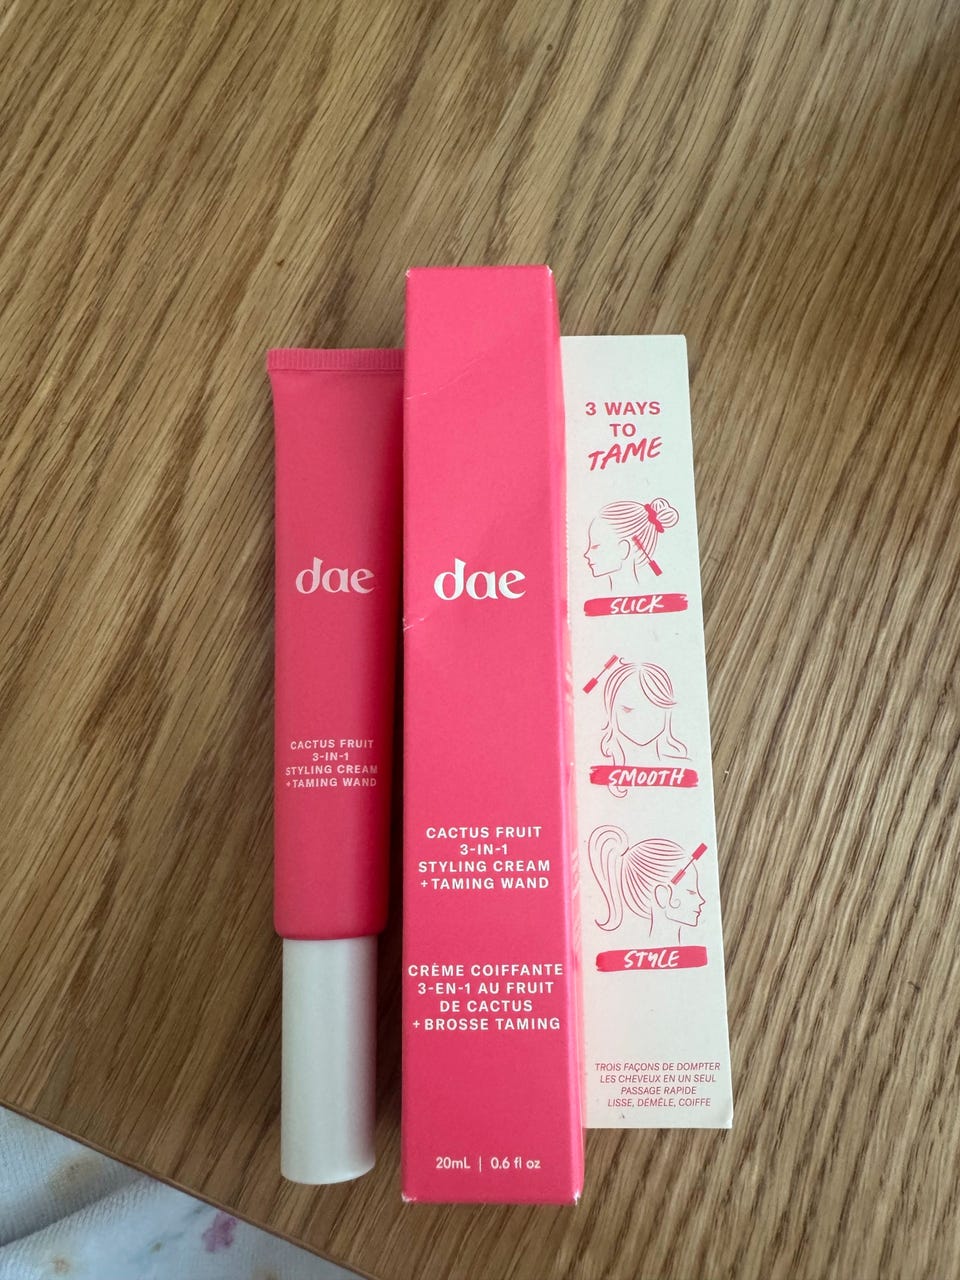 dae
CACTUS FRUIT
3-IN-1
STYLING CREAM
+TAMING WAND
dae
CACTUS FRUIT
3-IN-1
STYLING CREAM
+TAMING WAND
CRÈME COIFFANTE
3-EN-1 AU FRUIT
DE CACTUS
+BROSSE TAMING
20mL | 0.6 fl oz
3 WAYS
TO
TAME
SLICK
SMOOTH
STYLE
TROIS FAÇONS DE DOMPTER
LES CHEVEUX EN UN SEUL
PASSAGE RAPIDE
LISSE, DÉMÊLE, COIFFE